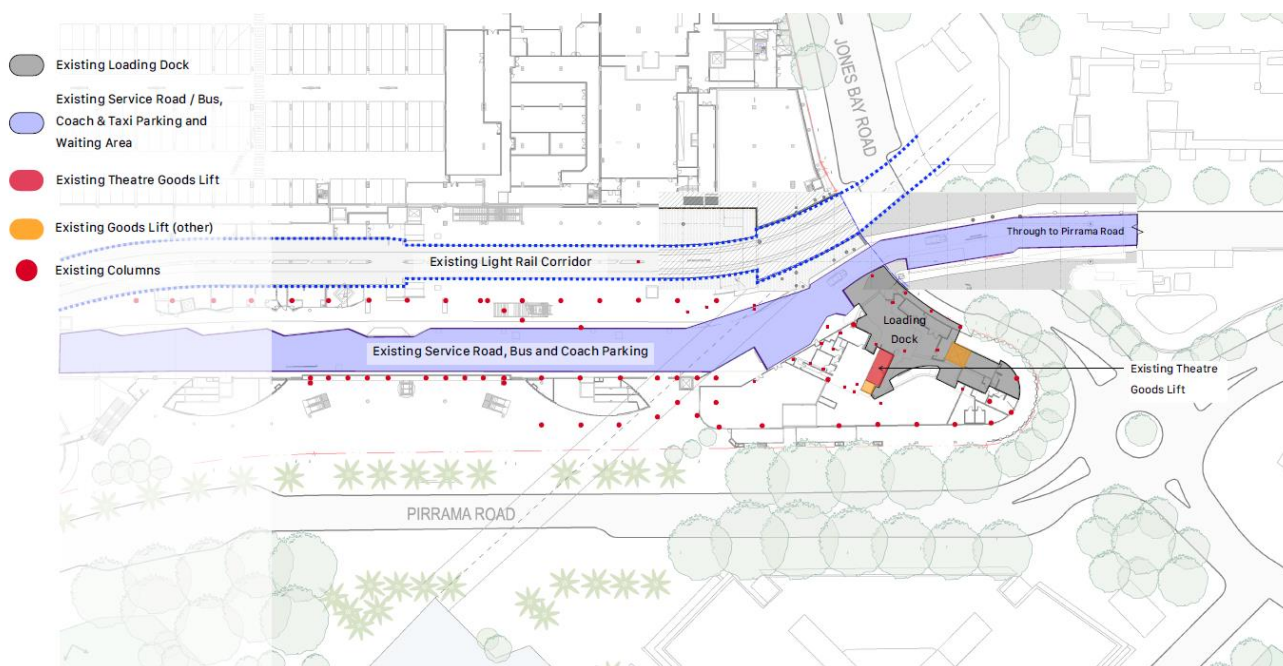 Existing Loading Dock
Existing Service Road / Bus,
Coach & Taxi Parking and
Waiting Area
Existing Theatre Goods Lift
Existing Goods Lift (other)
Existing Columns
JONES BAY ROAD
Existing Light Rail Corridor
Through to Pirrama Road
Existing Service Road, Bus and Coach Parking
Loading
Dock
Existing Theatre
Goods Lift
PIRRAMA ROAD